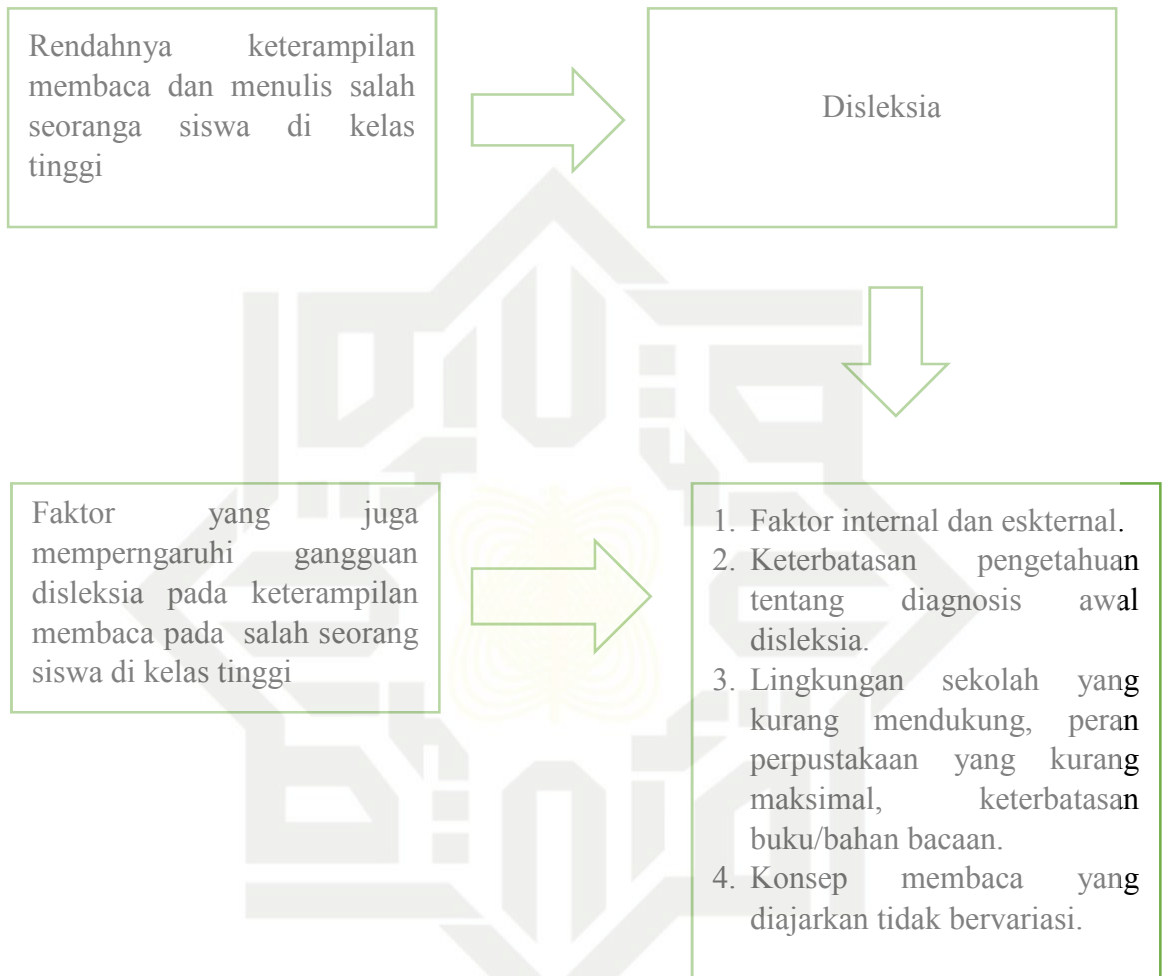 Rendahnya keterampilan
membaca dan menulis salah
seoranga siswa di kelas
tinggi
Disleksia
Faktor yang juga
memperngaruhi gangguan
disleksia pada keterampilan
membaca pada salah seorang
siswa di kelas tinggi
1. Faktor internal dan eskternal.
2. Keterbatasan pengetahuan
tentang diagnosis awal
disleksia.
3. Lingkungan sekolah yang
kurang mendukung, peran
perpustakaan yang kurang
maksimal, keterbatasan
buku/bahan bacaan.
4. Konsep membaca yang
diajarkan tidak bervariasi.